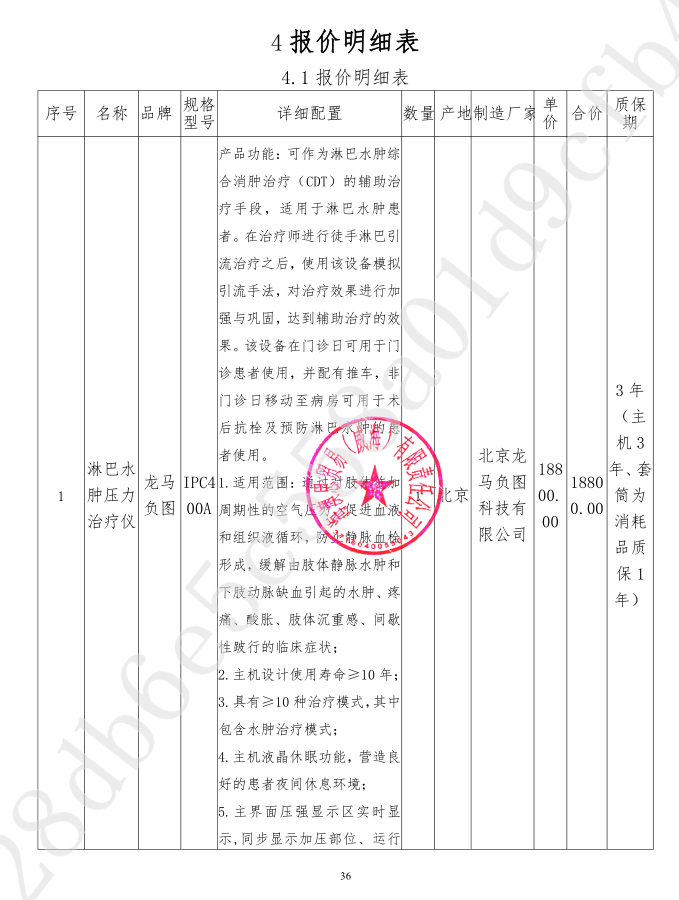 4 报价明细表
4.1 报价明细表
序号 名称 品牌 规格型号 详细配置 数量 产地 制造厂家 单价 合价 质保期
1
淋巴水
肿压力
治疗仪
龙马
负图
IPC4
00A
产品功能：可作为淋巴水肿综
合消肿治疗（CDT）的辅助治
疗手段，适用于淋巴水肿患
者。在治疗师进行徒手淋巴引
流治疗之后，使用该设备模拟
引流手法，对治疗效果进行加
强与巩固，达到辅助治疗的效
果。该设备在门诊日可用于门
诊患者使用，并配有推车，非
门诊日移动至病房可用于术
后抗栓及预防淋巴水肿的患
者使用。
1.适用范围：通过对肢体施加
周期性的空气压力，促进血液
和组织液循环，防止静脉血栓
形成，缓解由肢体静脉水肿和
下肢动脉缺血引起的水肿、疼
痛、酸胀、肢体沉重感、间歇
性跛行的临床症状；
2.主机设计使用寿命≥10 年；
3.具有≥10 种治疗模式，其中
包含水肿治疗模式；
4.主机液晶休眠功能，营造良
好的患者夜间休息环境；
5.主界面压强显示区实时显
示,同步显示加压部位、运行
北京
北京龙
马负图
科技有
限公司
188
00.
00
1880
0.00
3 年
（主
机 3
年、套
筒为
消耗
品质
保 1
年）
有限责任公司
36